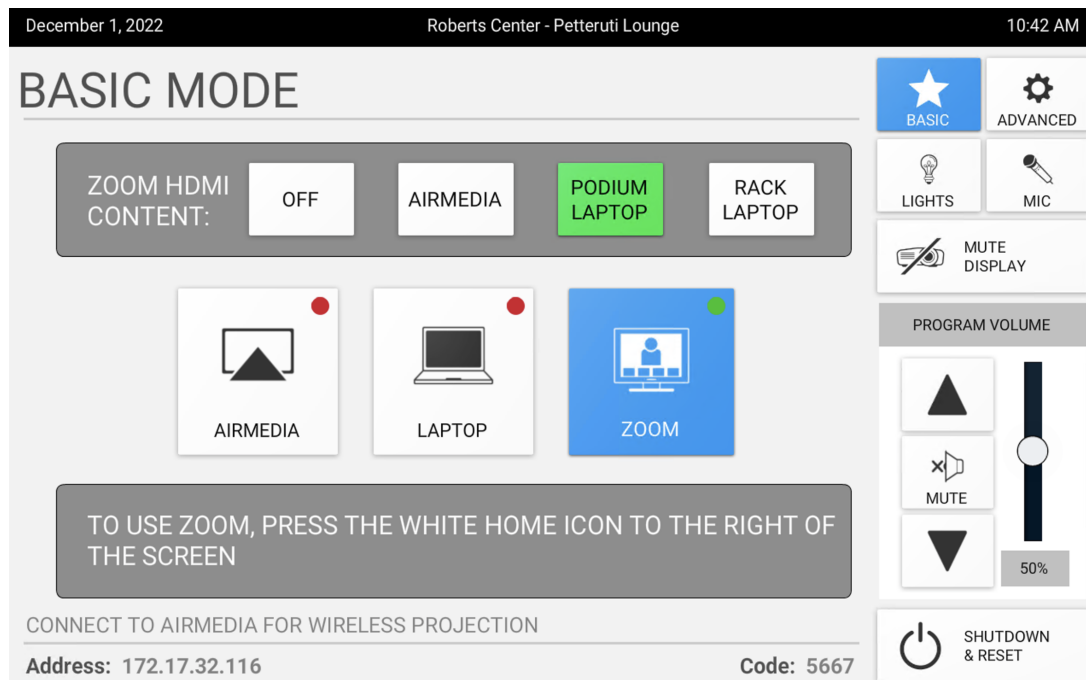 December 1, 2022
Roberts Center - Petteruti Lounge
10:42 AM
BASIC MODE
ZOOM HDMI
CONTENT:
OFF
AIRMEDIA
PODIUM
LAPTOP
RACK
LAPTOP
AIRMEDIA
LAPTOP
ZOOM
TO USE ZOOM, PRESS THE WHITE HOME ICON TO THE RIGHT OF
THE SCREEN
CONNECT TO AIRMEDIA FOR WIRELESS PROJECTION
Address: 172.17.32.116
Code: 5667
BASIC
ADVANCED
LIGHTS
MIC
MUTE
DISPLAY
PROGRAM VOLUME
MUTE
50%
SHUTDOWN
& RESET